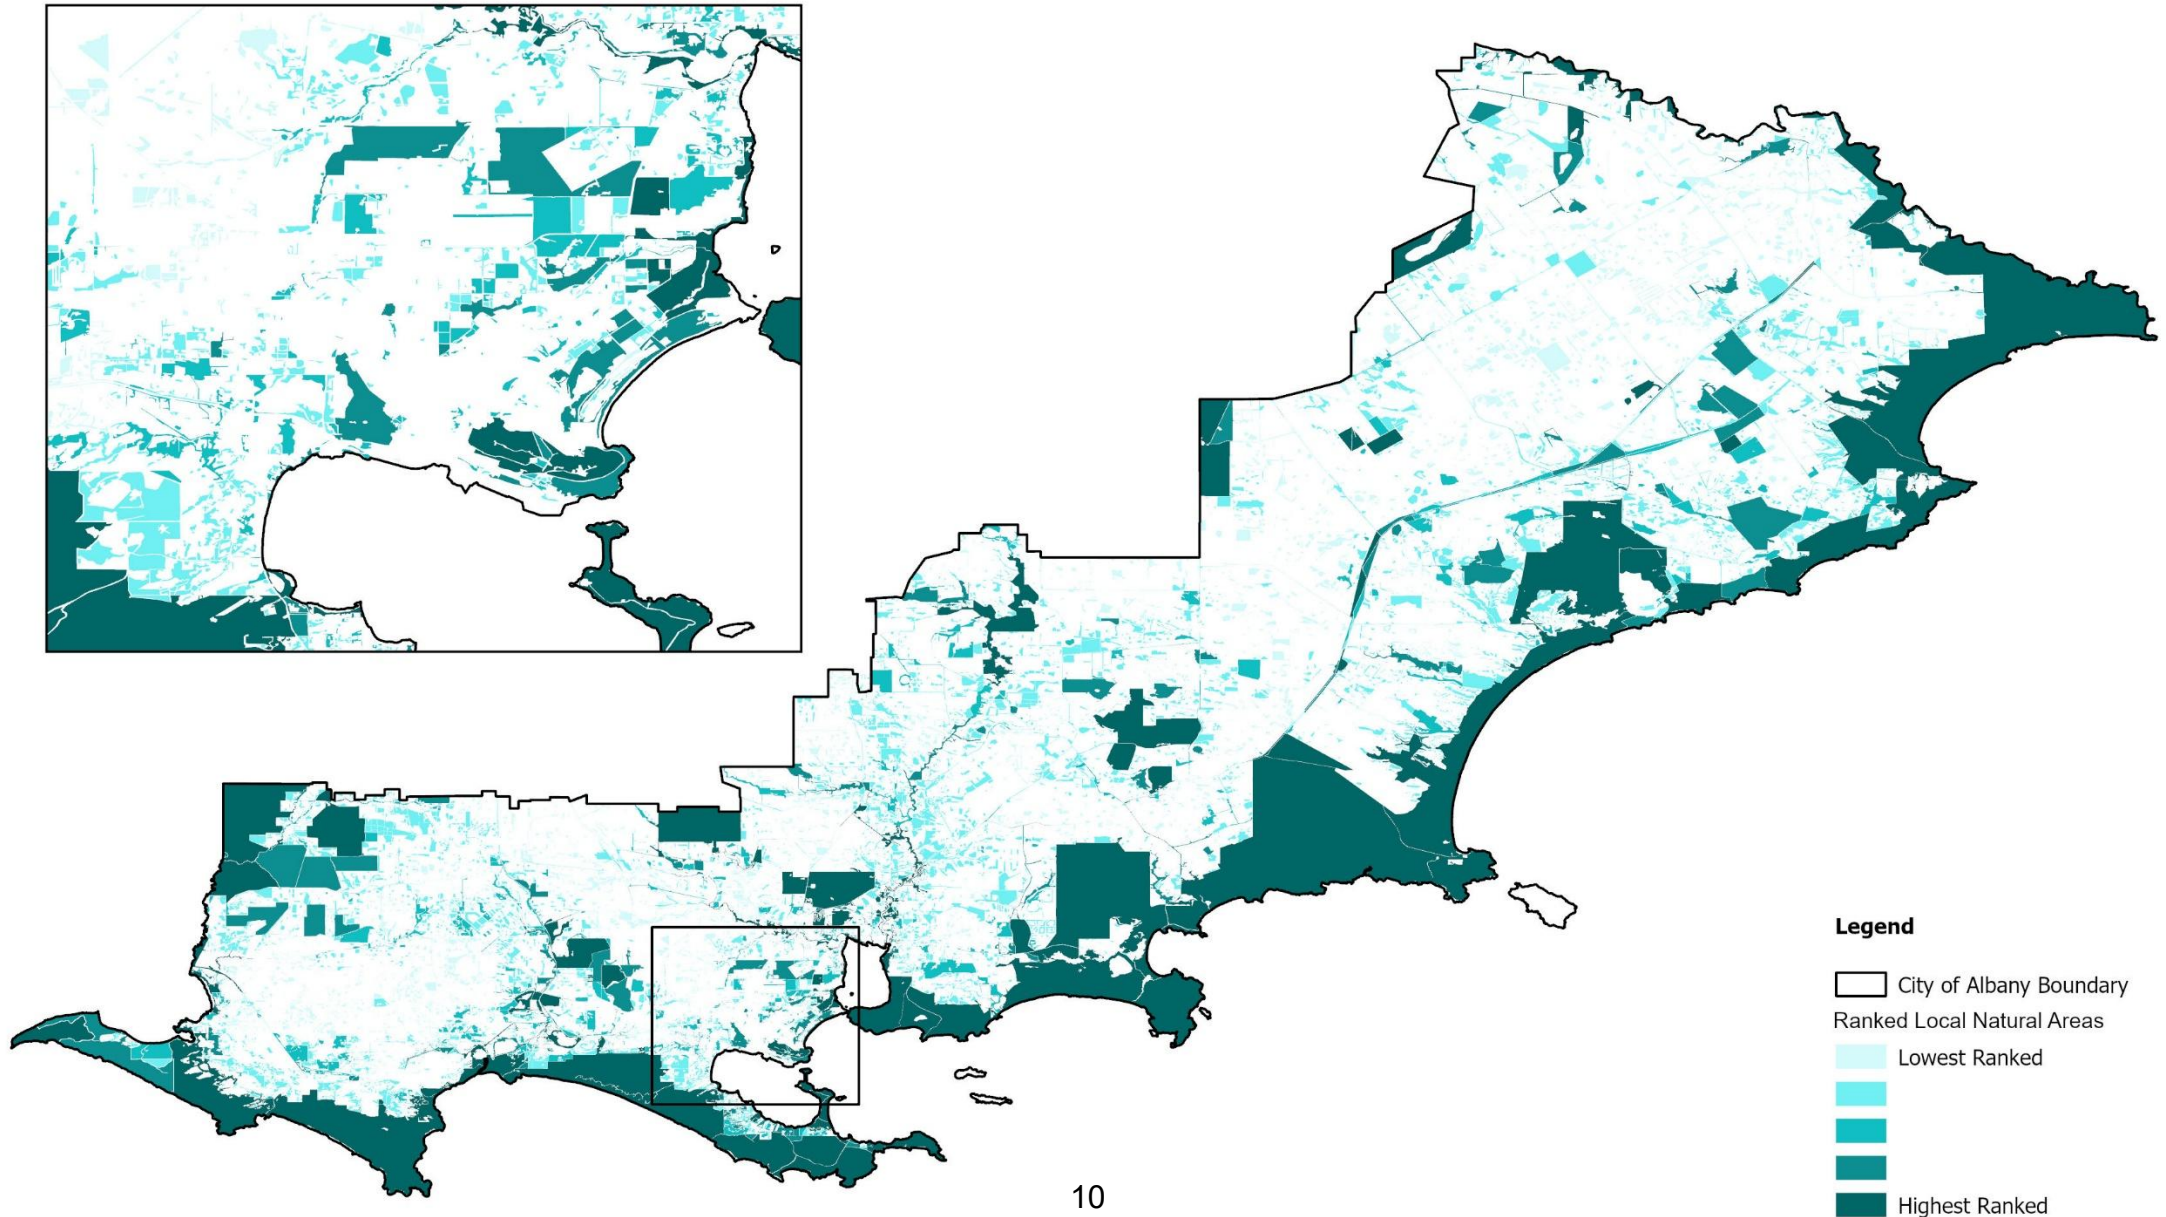 Legend
City of Albany Boundary
Ranked Local Natural Areas
Lowest Ranked
Highest Ranked
10